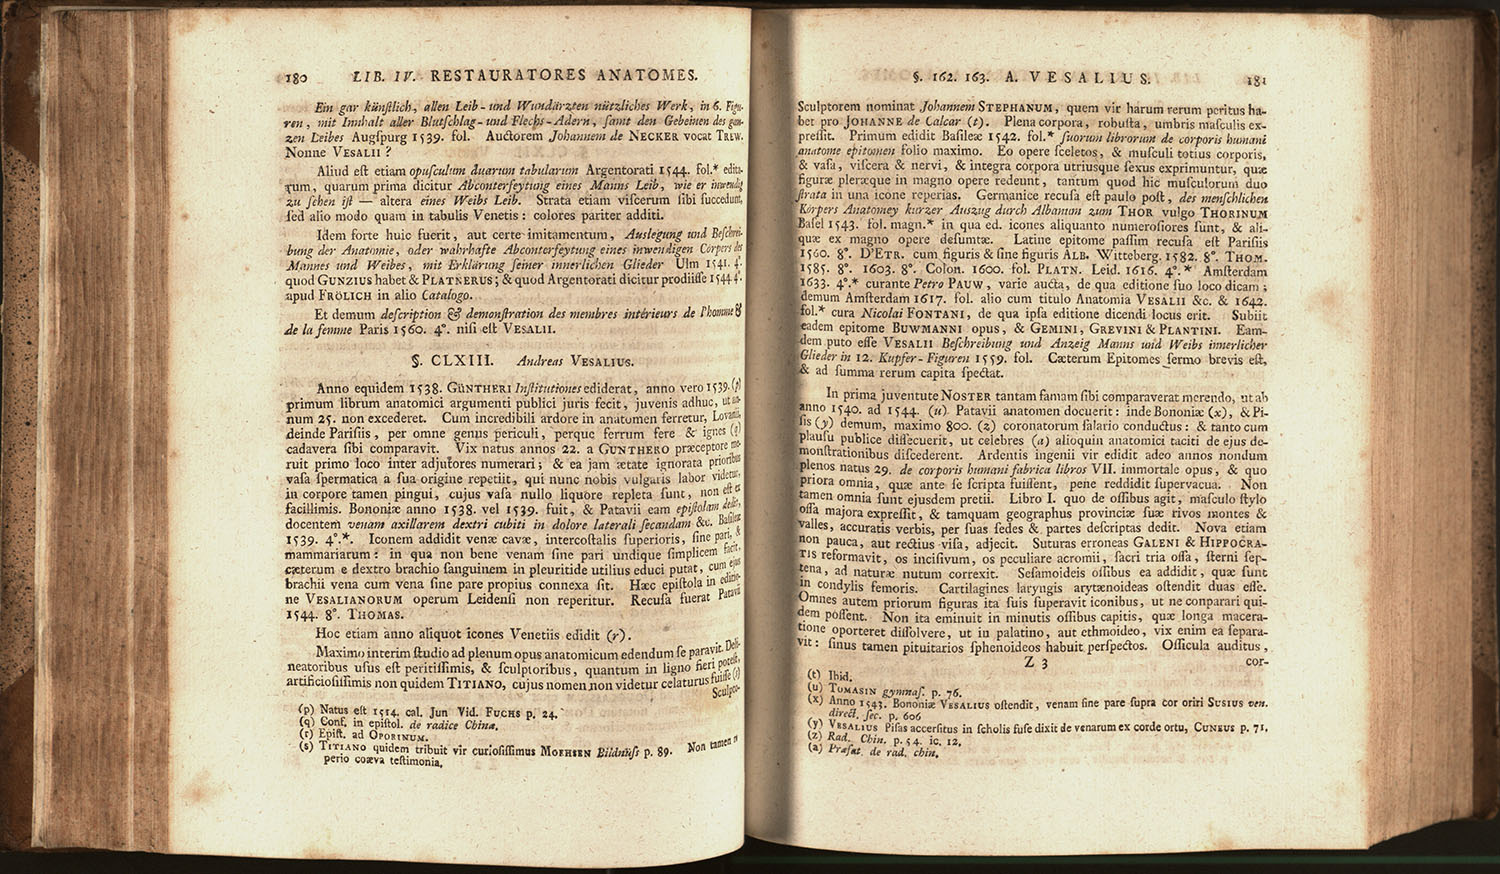 180 LIB. IV. RESTAURATORES ANATOMES.
Ein gar künſtlich, allen Leib- und Wundärzten nützliches Werk, in 6. Figu-
ren, mit Innhalt aller Blutſchlag- und Flechs-Adern, ſamt den Gebeinen des gan-
zen Leibes Augſpurg 1539. fol. Auctorem Johannem de NECKER vocat TREW.
Nonne VESALII ?
Aliud eſt etiam opuſculum duarum tabularum Argentorati 1544. fol.* edita-
rum, quarum prima dicitur Abconterfeytung eines Manns Leib, wie er inwendig
zu ſehen iſt — altera eines Weibs Leib. Strata etiam viſcerum ſibi ſuccedunt,
ſed alio modo quam in tabulis Venetis : colores pariter additi.
Idem forte huic fuerit, aut certe imitamentum, Auslegung und Beſchrei-
bung der Anatomie, oder wahrhafte Abconterfeytung eines inwendigen Cörpers des
Mannes und Weibes, mit Erklärung ſeiner innerlichen Glieder Ulm 1541. 4°.
quod GUNZIUS habet & PLATNERUS; & quod Argentorati dicitur prodiiſſe 1544 4°.
apud FRÖLICH in alio Catalogo.
Et demum deſcription & demonſtration des membres intérieurs de l'homme &
de la femme Paris 1560. 4°. niſi eſt VESALII.
§. CLXIII. Andreas VESALIUS.
Anno equidem 1538. GÜNTHERI Inſtitutiones ediderat, anno vero 1539. (p)
primum librum anatomici argumenti publici juris fecit, juvenis adhuc, ut an-
num 25. non excederet. Cum incredibili ardore in anatomen ferretur, Lovanii,
deinde Pariſiis, per omne genus periculi, perque ferrum fere & ignes (q)
cadavera ſibi comparavit. Vix natus annos 22. a GUNTHERO præceptore me-
ruit primo loco inter adjutores numerari; & ea jam ætate ignorata prioribus
vaſa ſpermatica a ſua origine repetiit, qui nunc nobis vulgaris labor videtur,
in corpore tamen pingui, cujus vaſa nullo liquore repleta ſunt, non eſt ex
facillimis. Bononiæ anno 1538. vel 1539. fuit, & Patavii eam epiſtolam dedit,
docentem venam axillarem dextri cubiti in dolore laterali ſecandam &c. Baſileæ
1539. 4°.*. Iconem addidit venæ cavæ, intercoſtalis ſuperioris, ſine pari, &
mammariarum : in qua non bene venam ſine pari undique ſimplicem facit,
cæterum e dextro brachio ſanguinem in pleuritide utilius educi putat, cum ejus
brachii vena cum vena ſine pare propius connexa ſit. Hæc epiſtola in editio-
ne VESALIANORUM operum Leidenſi non reperitur. Recuſa fuerat Patavii
1544. 8°. THOMAS.
Hoc etiam anno aliquot icones Venetiis edidit (r).
Maximo interim ſtudio ad plenum opus anatomicum edendum ſe paravit. Deli-
neatoribus uſus eſt peritiſſimis, & ſculptoribus, quantum in ligno fieri poteſt,
artificioſiſſimis non quidem TITIANO, cujus nomen non videtur celaturus fuiſſe (s)
Sculpto-
(p) Natus eſt 1514. cal. Jun Vid. FUCHS p. 24.
(q) Conf. in epiſtol. de radice Chinæ.
(r) Epiſt. ad OPORINUM.
(s) TITIANO quidem tribuit vir curioſiſſimus MOEHSEN Bildnüſs p. 89. Non tamen
perio coæva teſtimonia.
§. 162. 163. A. VESALIUS. 181
Sculptorem nominat Johannem STEPHANUM, quem vir harum rerum peritus ha-
bet pro JOHANNE de Calcar (t). Plena corpora, robuſta, umbris maſculis ex-
preſſit. Primum edidit Baſileæ 1542. fol.* ſuorum librorum de corporis humani
anatome epitomen folio maximo. Eo opere ſceletos, & muſculi totius corporis,
& vaſa, viſcera & nervi, & integra corpora utriusque ſexus exprimuntur, quæ
figuræ pleræque in magno opere redeunt, tantum quod hic muſculorum duo
ſtrata in una icone reperias. Germanice recuſa eſt paulo poſt, des menſchlichen
Körpers Anatomey kurzer Auszug durch Albanum zum THOR vulgo THORINUM
Baſel 1543. fol. magn.* in qua ed. icones aliquanto numeroſiores ſunt, & ali-
quæ ex magno opere deſumtæ. Latine epitome paſſim recuſa eſt Pariſiis
1560. 8°. D'ETR. cum figuris & ſine figuris ALB. Witteberg. 1582. 8°. THOM.
1585. 8°. 1603. 8°. Colon. 1600. fol. PLATN. Leid. 1616. 4°.* Amſterdam
1633. 4°.* curante Petro PAUW, varie aucta, de qua editione ſuo loco dicam ;
demum Amſterdam 1617. fol. alio cum titulo Anatomia VESALII &c. & 1642.
fol.* cura Nicolai FONTANI, de qua ipſa editione dicendi locus erit. Subiit
eadem epitome BUWMANNI opus, & GEMINI, GREVINI & PLANTINI. Eam-
dem puto eſſe VESALII Beſchreibung und Anzeig Manns und Weibs innerlicher
Glieder in 12. Kupfer-Figuren 1559. fol. Cæterum Epitomes ſermo brevis eſt,
& ad ſumma rerum capita ſpectat.
In prima juventute NOSTER tantam famam ſibi comparaverat merendo, ut ab
anno 1540. ad 1544. (u) Patavii anatomen docuerit : inde Bononiæ (x), & Pi-
ſis (y) demum, maximo 800. (z) coronatorum ſalario conductus : & tanto cum
plauſu publice diſſecuerit, ut celebres (a) alioquin anatomici taciti de ejus de-
monſtrationibus diſcederent. Ardentis ingenii vir edidit adeo annos nondum
plenos natus 29. de corporis humani fabrica libros VII. immortale opus, & quo
priora omnia, quæ ante ſe ſcripta fuiſſent, pene reddidit ſupervacua. Non
tamen omnia ſunt ejusdem pretii. Libro I. quo de oſſibus agit, maſculo ſtylo
oſſa majora expreſſit, & tamquam geographus provinciæ ſuæ rivos montes &
valles, accuratis verbis, per ſuas ſedes & partes deſcriptas dedit. Nova etiam
non pauca, aut rectius viſa, adjecit. Suturas erroneas GALENI & HIPPOCRA-
TIS reformavit, os inciſivum, os peculiare acromii, ſacri tria oſſa, ſterni ſep-
tena, ad naturæ nutum correxit. Seſamoideis oſſibus ea addidit, quæ ſunt
in condylis femoris. Cartilagines laryngis arytænoideas oſtendit duas eſſe.
Omnes autem priorum figuras ita ſuis ſuperavit iconibus, ut ne conparari qui-
dem poſſent. Non ita eminuit in minutis oſſibus capitis, quæ longa macera-
tione oporteret diſſolvere, ut in palatino, aut ethmoideo, vix enim ea ſepara-
vit : ſinus tamen pituitarios ſphenoideos habuit perſpectos. Oſſicula auditus,
Z 3 cor-
(t) Ibid.
(u) TOMASIN gymnaſ. p. 76.
(x) Anno 1543. Bononiæ VESALIUS oſtendit, venam ſine pare ſupra cor oriri SUSIUS ven.
direct. ſec. p. 606
(y) VESALIUS Piſas accerſitus in ſcholis fuſe dixit de venarum ex corde ortu, CUNEUS p. 71.
(z) Rad. Chin. p. 54. ic. 12.
(a) Præfat. de rad. chin.